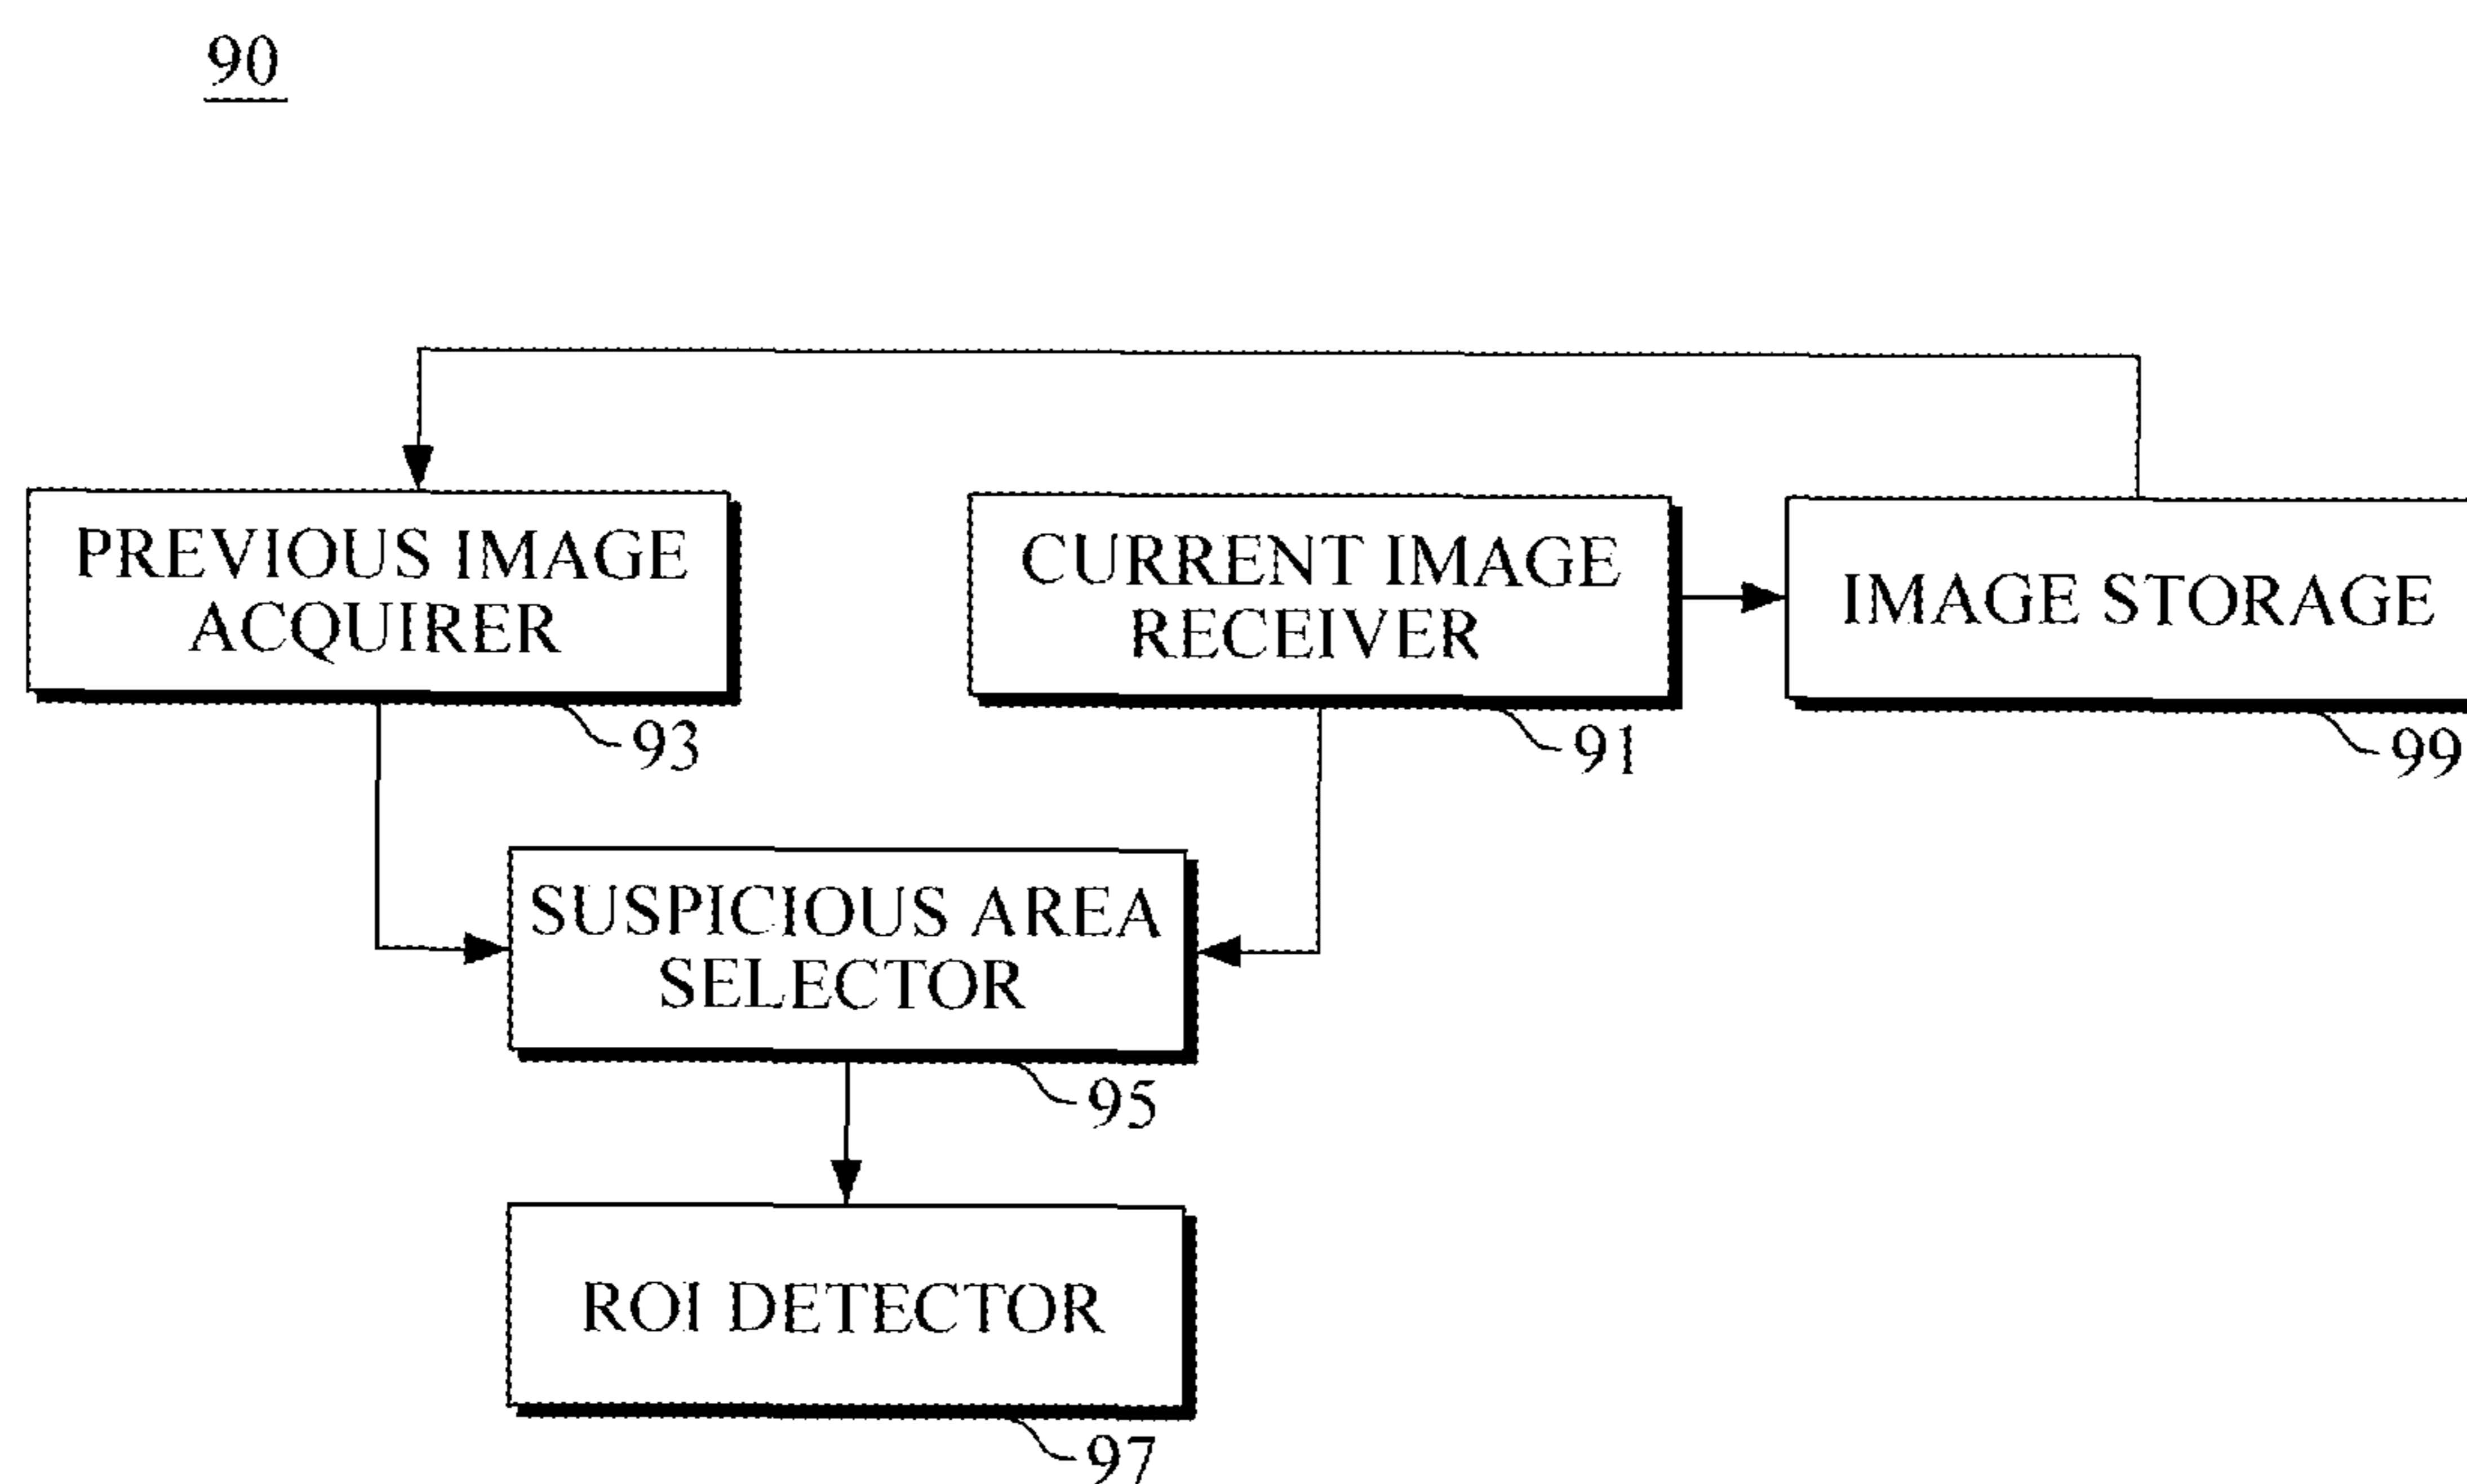 90
PREVIOUS IMAGE
ACQUIRER
93
CURRENT IMAGE
RECEIVER
91
IMAGE STORAGE
99
SUSPICIOUS AREA
SELECTOR
95
ROI DETECTOR
97